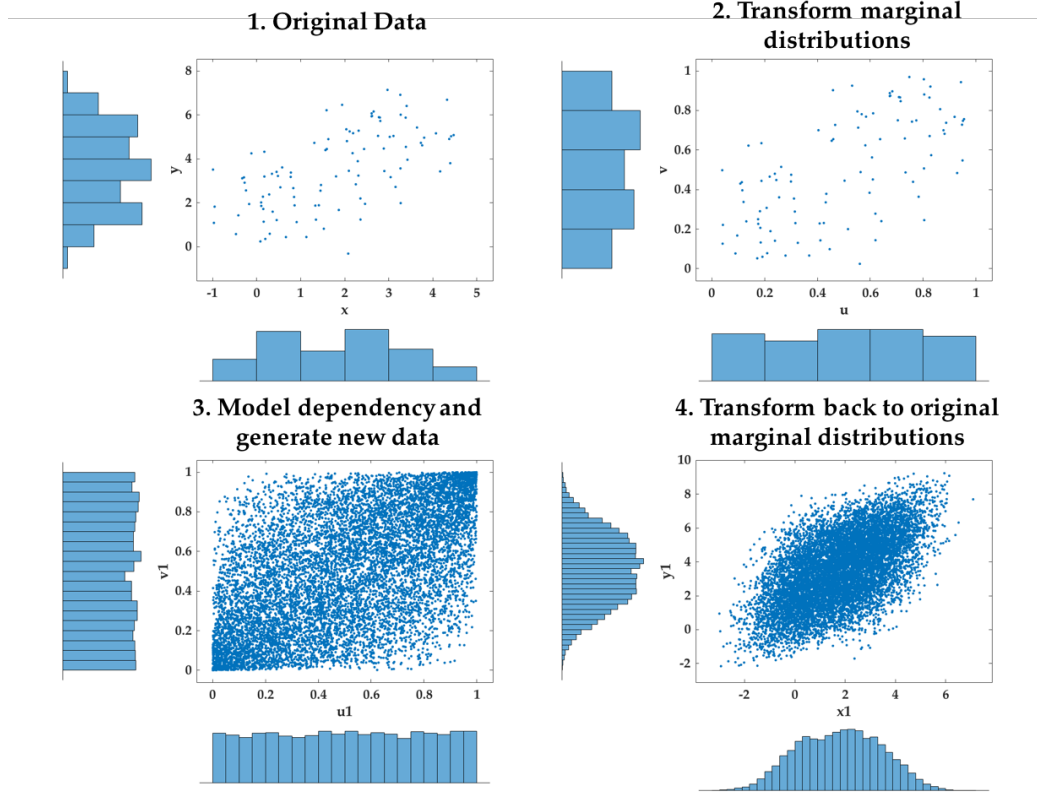 1. Original Data
8
6
4
2
0
y
-1 0 1 2 3 4 5
x
2. Transform marginal
distributions
1
0.8
0.6
0.4
0.2
0
v
0 0.2 0.4 0.6 0.8 1
u
3. Model dependency and
generate new data
1
0.8
0.6
0.4
0.2
0
v1
0 0.2 0.4 0.6 0.8 1
u1
4. Transform back to original
marginal distributions
10
8
6
4
2
0
-2
y1
-2 0 2 4 6
x1